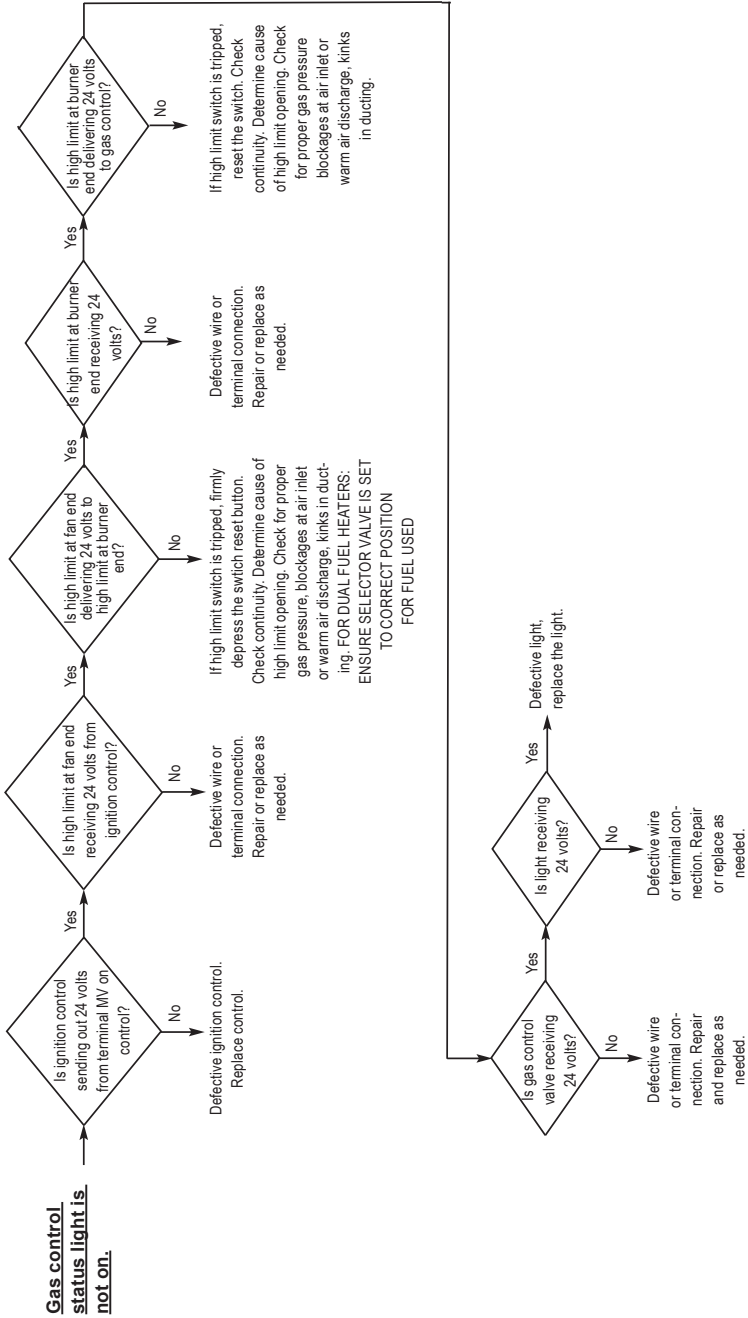 Gas control
status light is
not on.
Is ignition control
sending out 24 volts
from terminal MV on
control?
No
Defective ignition control.
Replace control.
Yes
Is high limit at fan end
receiving 24 volts from
ignition control?
No
Defective wire or
terminal connection.
Repair or replace as
needed.
Yes
Is high limit at fan end
delivering 24 volts to
high limit at burner
end?
No
If high limit switch is tripped, firmly
depress the swtich reset button.
Check continuity. Determine cause of
high limit opening. Check for proper
gas pressure, blockages at air inlet
or warm air discharge, kinks in duct-
ing. FOR DUAL FUEL HEATERS:
ENSURE SELECTOR VALVE IS SET
TO CORRECT POSITION
FOR FUEL USED
Yes
Is high limit at burner
end receiving 24
volts?
No
Defective wire or
terminal connection.
Repair or replace as
needed.
Yes
Is high limit at burner
end delivering 24 volts
to gas control?
No
If high limit switch is tripped,
reset the switch. Check
continuity. Determine cause
of high limit opening. Check
for proper gas pressure
blockages at air inlet or
warm air discharge, kinks
in ducting.
Is gas control
valve receiving
24 volts?
No
Defective wire
or terminal con-
nection. Repair
and replace as
needed.
Yes
Is light receiving
24 volts?
No
Defective wire
or terminal con-
nection. Repair
or replace as
needed.
Yes
Defective light,
replace the light.